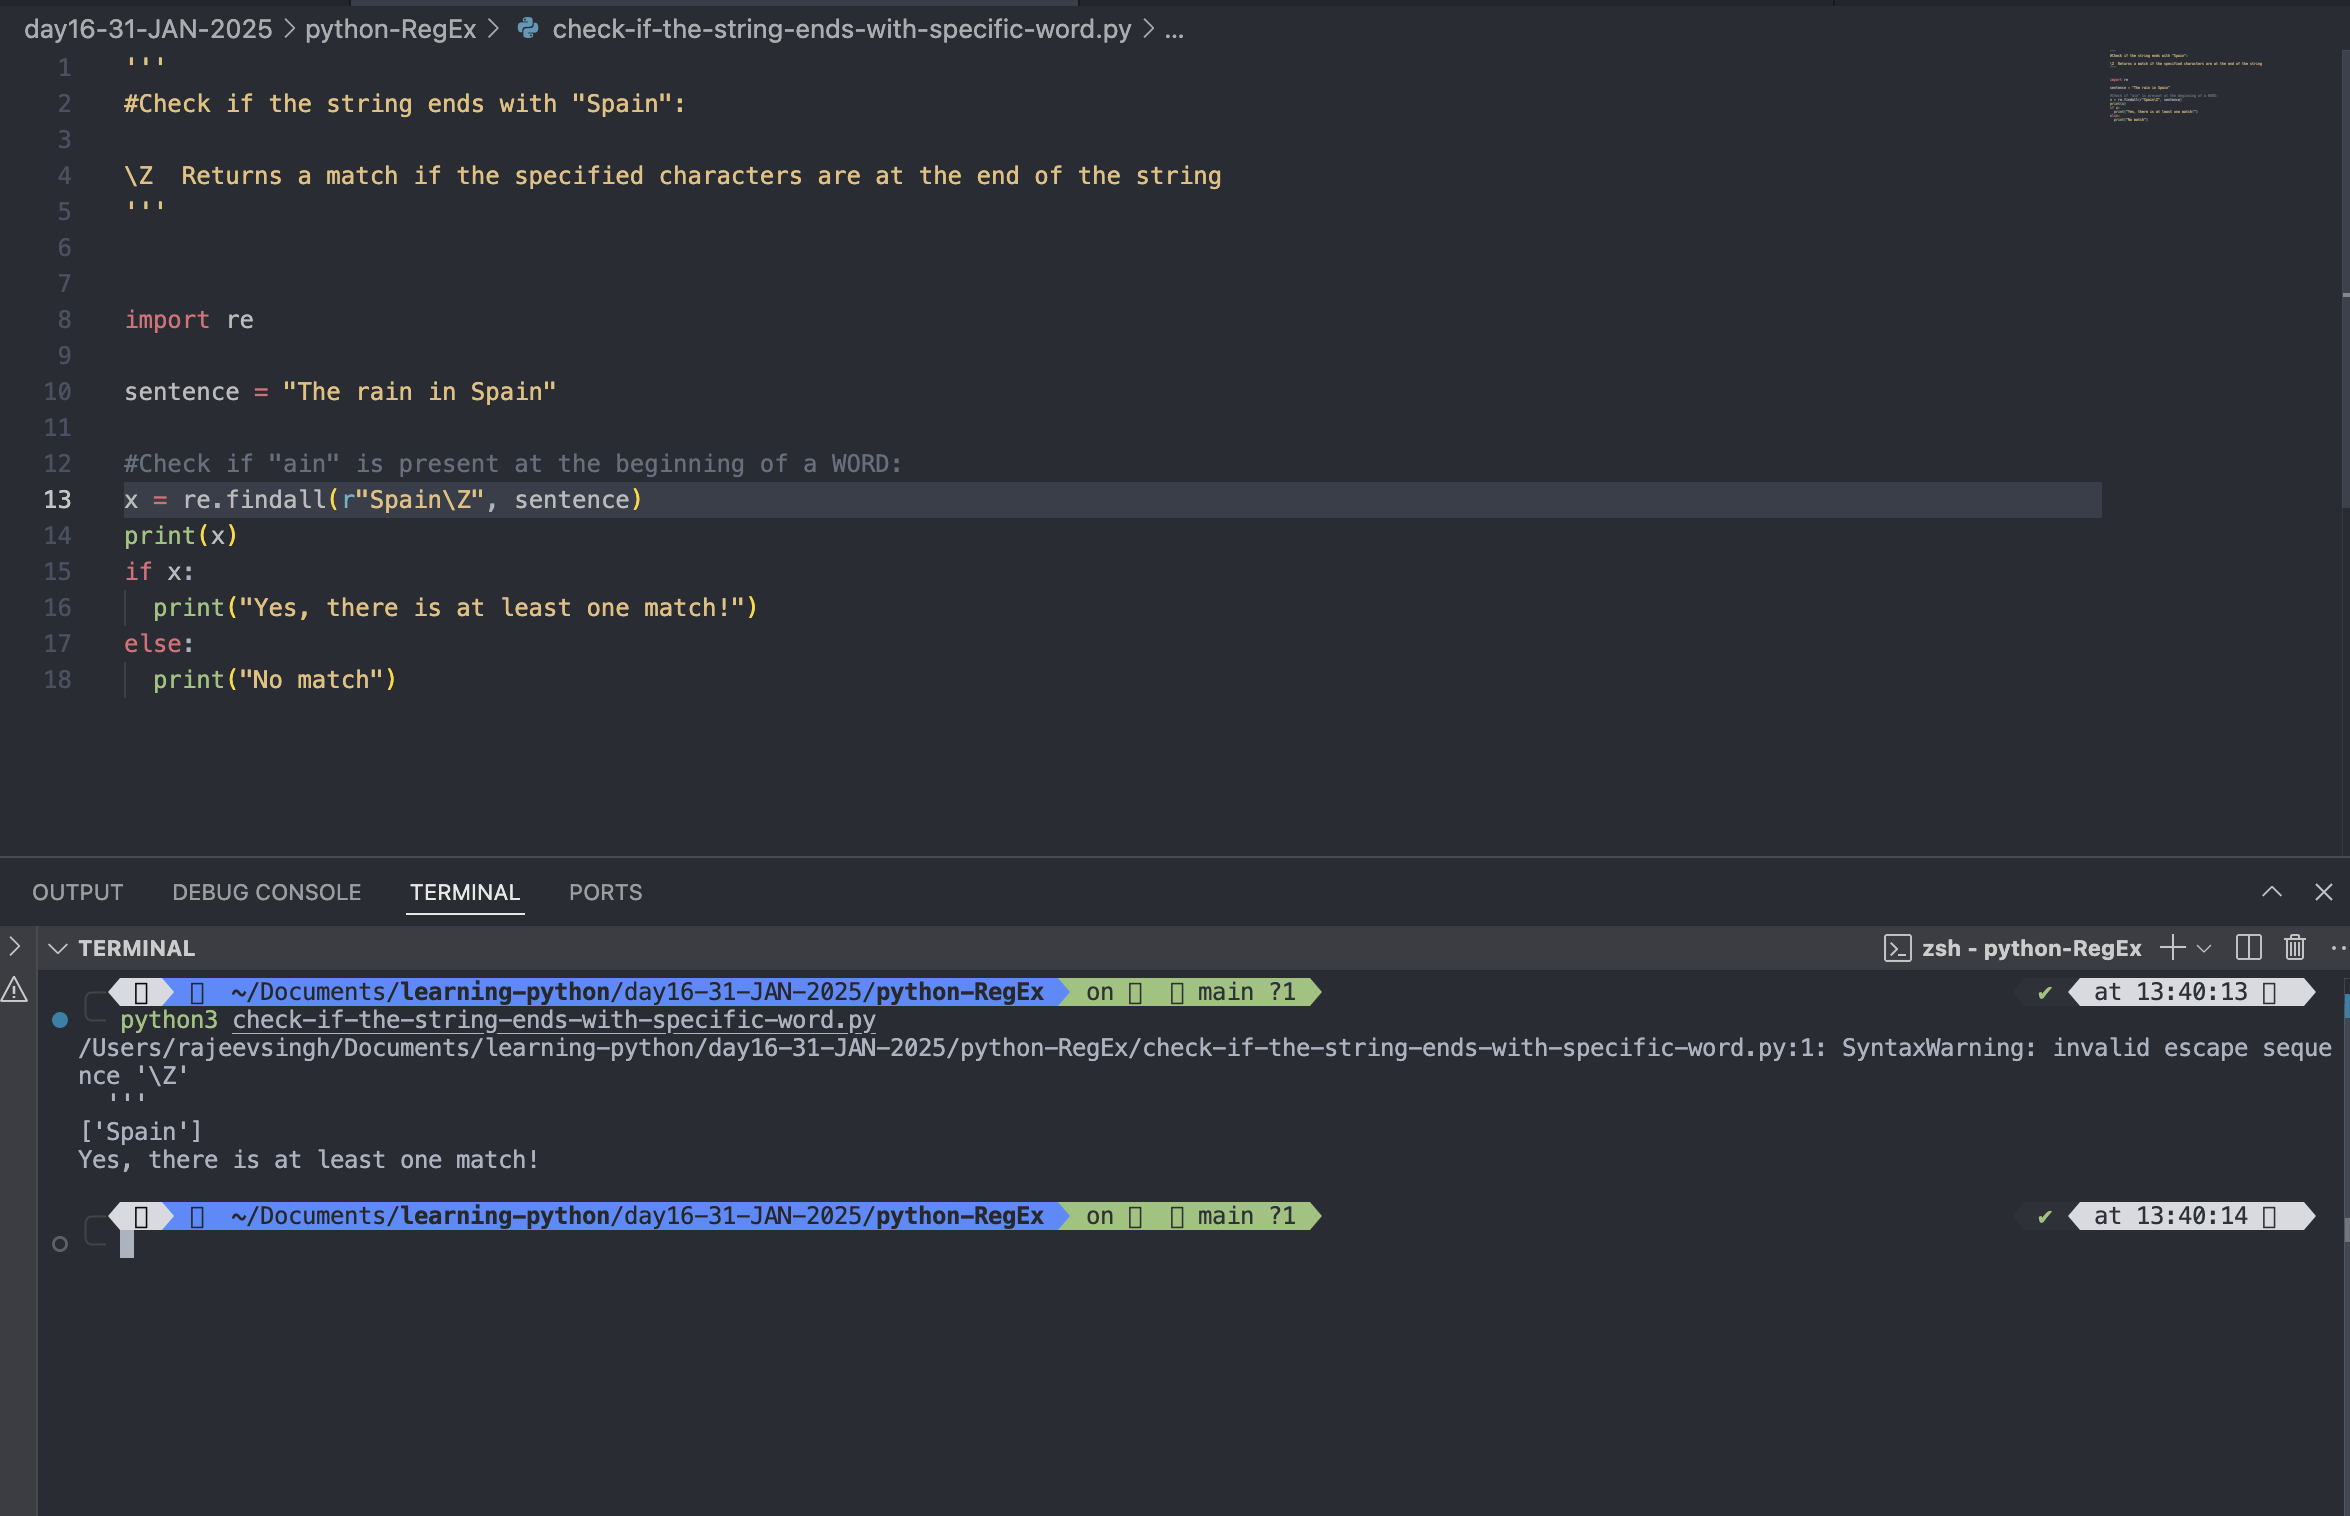 day16-31-JAN-2025 > python-RegEx > check-if-the-string-ends-with-specific-word.py > ...
1 '''
2 #Check if the string ends with "Spain":
3
4 \Z  Returns a match if the specified characters are at the end of the string
5 '''
6
7
8 import re
9
10 sentence = "The rain in Spain"
11
12 #Check if "ain" is present at the beginning of a WORD:
13 x = re.findall(r"Spain\Z", sentence)
14 print(x)
15 if x:
16   print("Yes, there is at least one match!")
17 else:
18   print("No match")
OUTPUT DEBUG CONSOLE TERMINAL PORTS
TERMINAL zsh - python-RegEx
~/Documents/learning-python/day16-31-JAN-2025/python-RegEx on main ?1 ✔ at 13:40:13
python3 check-if-the-string-ends-with-specific-word.py
/Users/rajeevsingh/Documents/learning-python/day16-31-JAN-2025/python-RegEx/check-if-the-string-ends-with-specific-word.py:1: SyntaxWarning: invalid escape seque
nce '\Z'
  '''
['Spain']
Yes, there is at least one match!
~/Documents/learning-python/day16-31-JAN-2025/python-RegEx on main ?1 ✔ at 13:40:14